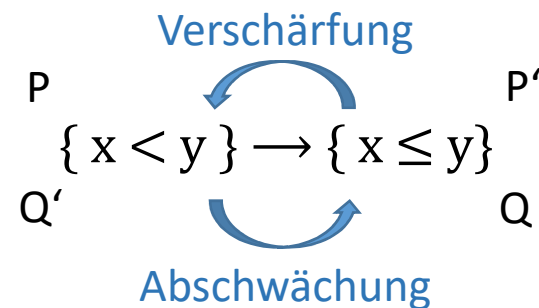 Verschärfung
P P‘
{ x < y } → { x ≤ y}
Q‘ Q
Abschwächung